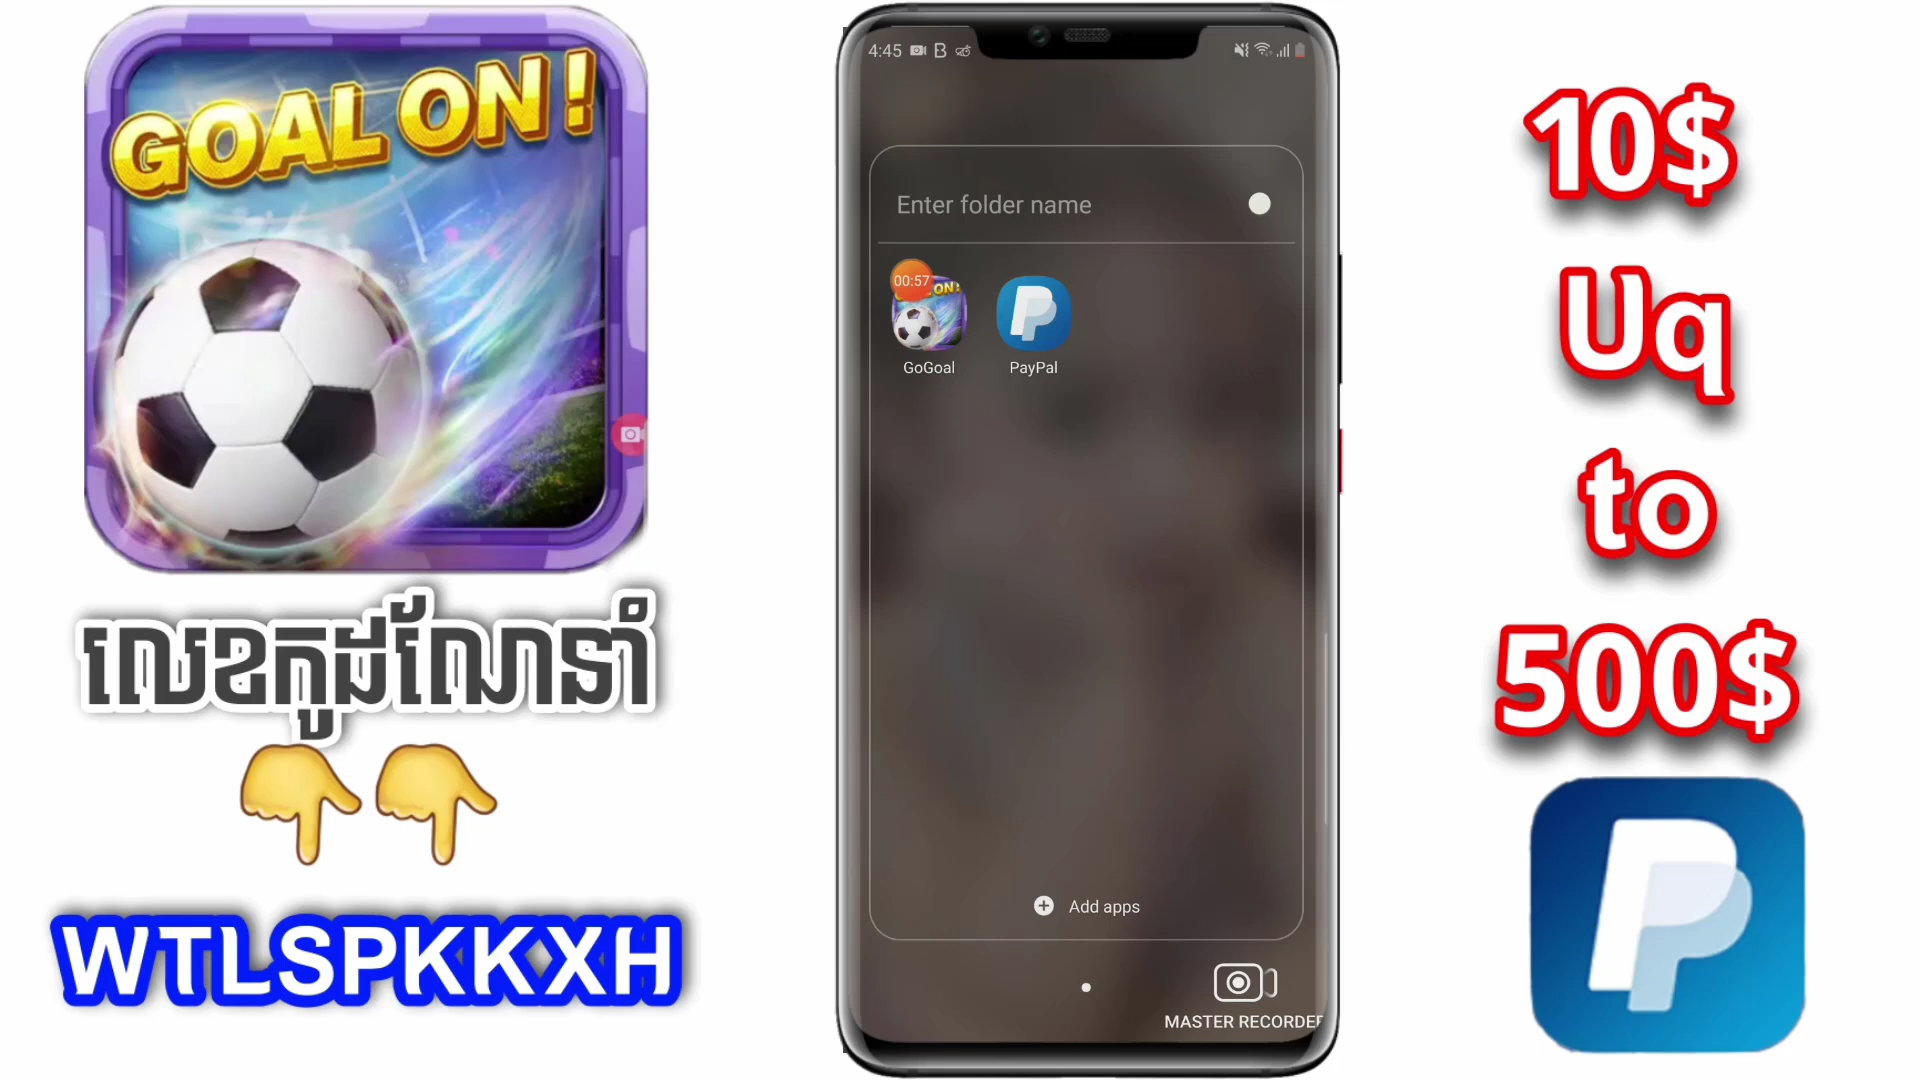 GOAL ON!
លេខកូដណែនាំ
WTLSPKKXH
4:45
Enter folder name
00:57
ON!
GoGoal
PayPal
Add apps
MASTER RECORDER
10$
Uq
to
500$